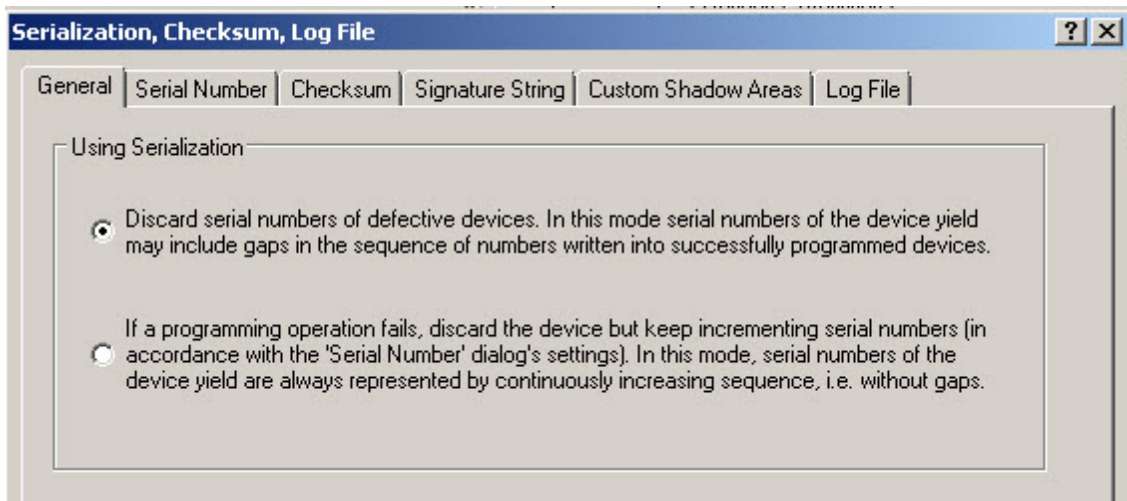 Serialization, Checksum, Log File
General Serial Number Checksum Signature String Custom Shadow Areas Log File
Using Serialization
Discard serial numbers of defective devices. In this mode serial numbers of the device yield
may include gaps in the sequence of numbers written into successfully programmed devices.
If a programming operation fails, discard the device but keep incrementing serial numbers (in
accordance with the 'Serial Number' dialog's settings). In this mode, serial numbers of the
device yield are always represented by continuously increasing sequence, i.e. without gaps.